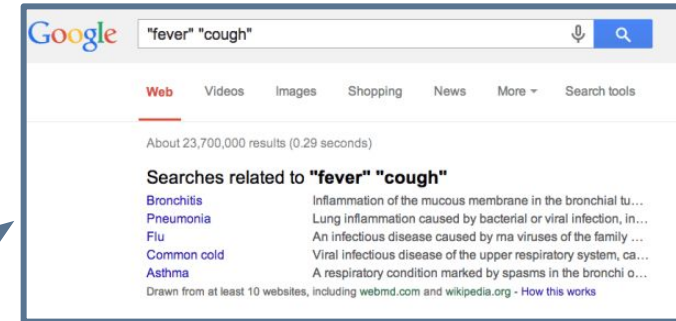 Google "fever" "cough"
Web Videos Images Shopping News More Search tools
About 23,700,000 results (0.29 seconds)
Searches related to "fever" "cough"
Bronchitis Inflammation of the mucous membrane in the bronchial tu...
Pneumonia Lung inflammation caused by bacterial or viral infection, in...
Flu An infectious disease caused by rna viruses of the family ...
Common cold Viral infectious disease of the upper respiratory system, ca...
Asthma A respiratory condition marked by spasms in the bronchi o...
Drawn from at least 10 websites, including webmd.com and wikipedia.org - How this works